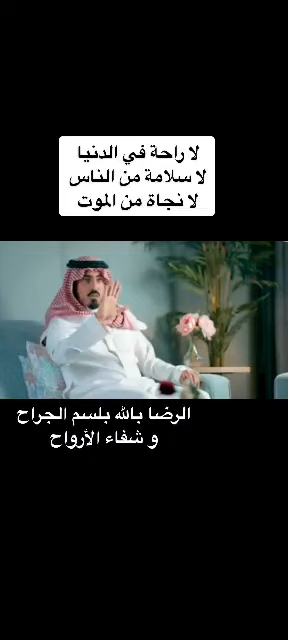 لا راحة في الدنيا
لا سلامة من الناس
لا نجاة من الموت
الرضا بالله بلسم الجراح
و شفاء الأرواح